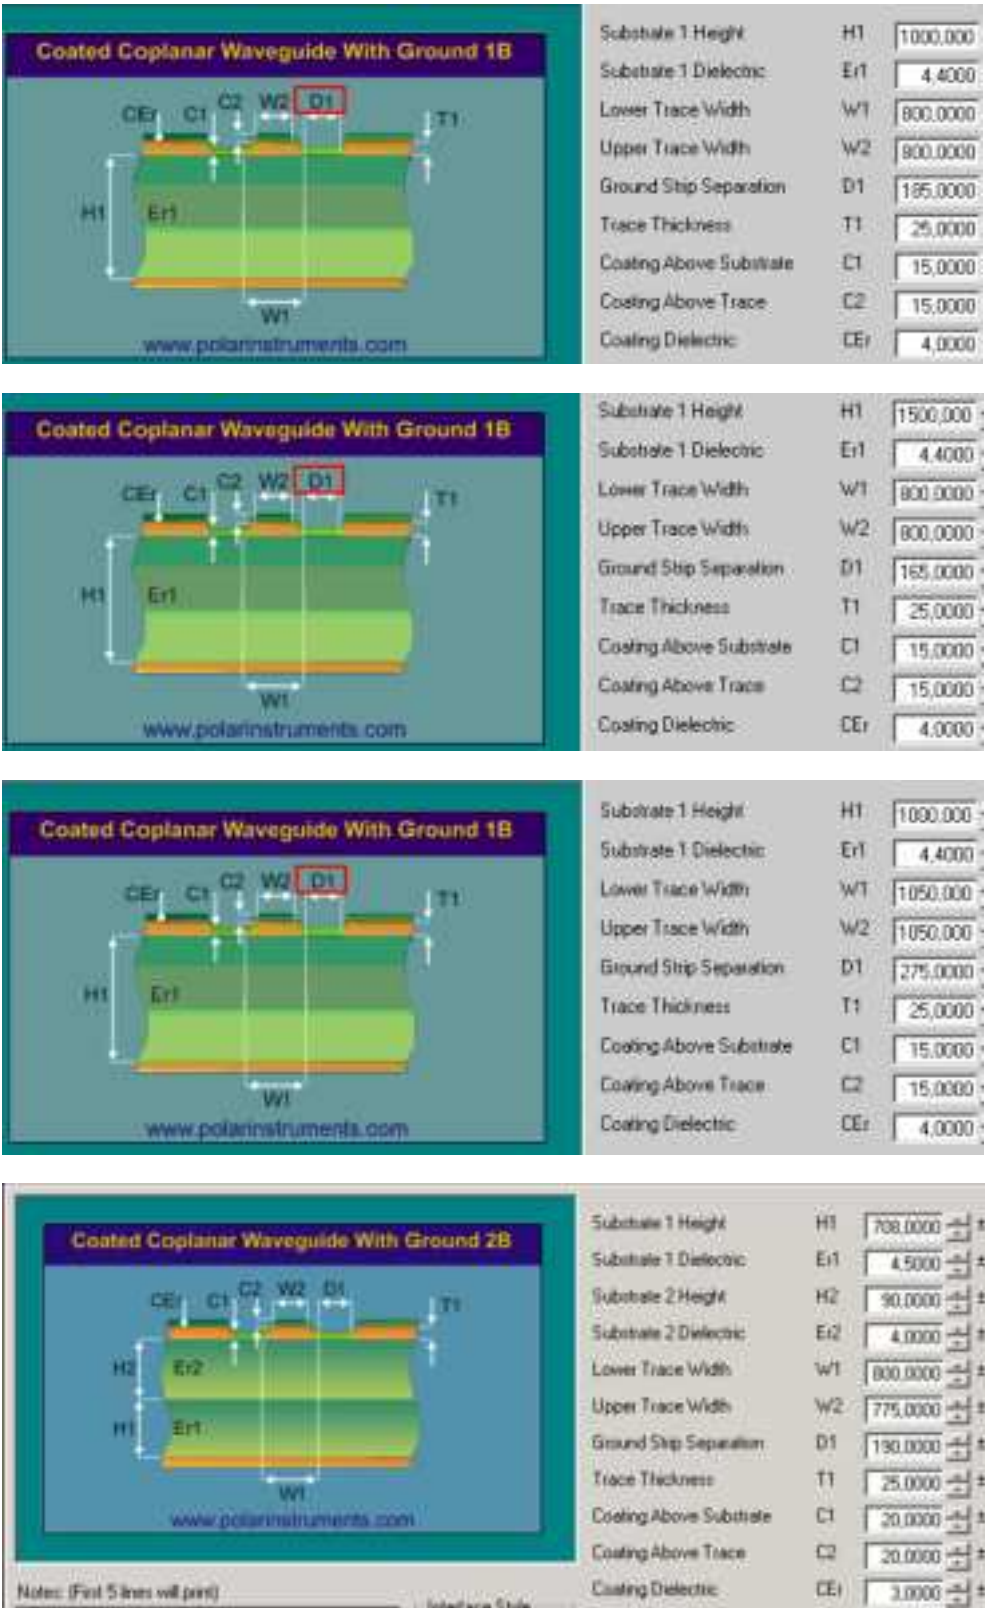 Coated Coplanar Waveguide With Ground 1B
CEr C1 C2 W2 D1 T1
H1 Er1
W1
www.polarinstruments.com
Substrate 1 Height H1 1000,000
Substrate 1 Dielectric Er1 4,4000
Lower Trace Width W1 800.0000
Upper Trace Width W2 800.0000
Ground Strip Separation D1 185.0000
Trace Thickness T1 25,0000
Coating Above Substrate C1 15,0000
Coating Above Trace C2 15,0000
Coating Dielectric CEr 4,0000
Coated Coplanar Waveguide With Ground 1B
CEr C1 C2 W2 D1 T1
H1 Er1
W1
www.polarinstruments.com
Substrate 1 Height H1 1500,000
Substrate 1 Dielectric Er1 4,4000
Lower Trace Width W1 800.0000
Upper Trace Width W2 800,0000
Ground Strip Separation D1 165.0000
Trace Thickness T1 25,0000
Coating Above Substrate C1 15,0000
Coating Above Trace C2 15,0000
Coating Dielectric CEr 4.0000
Coated Coplanar Waveguide With Ground 1B
CEr C1 C2 W2 D1 T1
H1 Er1
W1
www.polarinstruments.com
Substrate 1 Height H1
Substrate 1 Dielectric Er1 4,4000
Lower Trace Width W1 1050,000
Upper Trace Width W2 1050,000
Ground Strip Separation D1 275.0000
Trace Thickness T1 25,0000
Coating Above Substrate C1 15,0000
Coating Above Trace C2 15,0000
Coating Dielectric CEr 4,0000
Coated Coplanar Waveguide With Ground 2B
CEr C1 C2 W2 D1 T1
H2 Er2
H1 Er1
W1
www.polarinstruments.com
Substrate 1 Height H1 708.0000
Substrate 1 Dielectric Er1 4.5000
Substrate 2 Height H2 90.0000
Substrate 2 Dielectric Er2 4.0000
Lower Trace Width W1 800.0000
Upper Trace Width W2 775.0000
Ground Strip Separation D1 190.0000
Trace Thickness T1 25.0000
Coating Above Substrate C1 20.0000
Coating Above Trace C2 20.0000
Coating Dielectric CEr 3.0000
Notes: (First 5 lines will print)
Interface Style